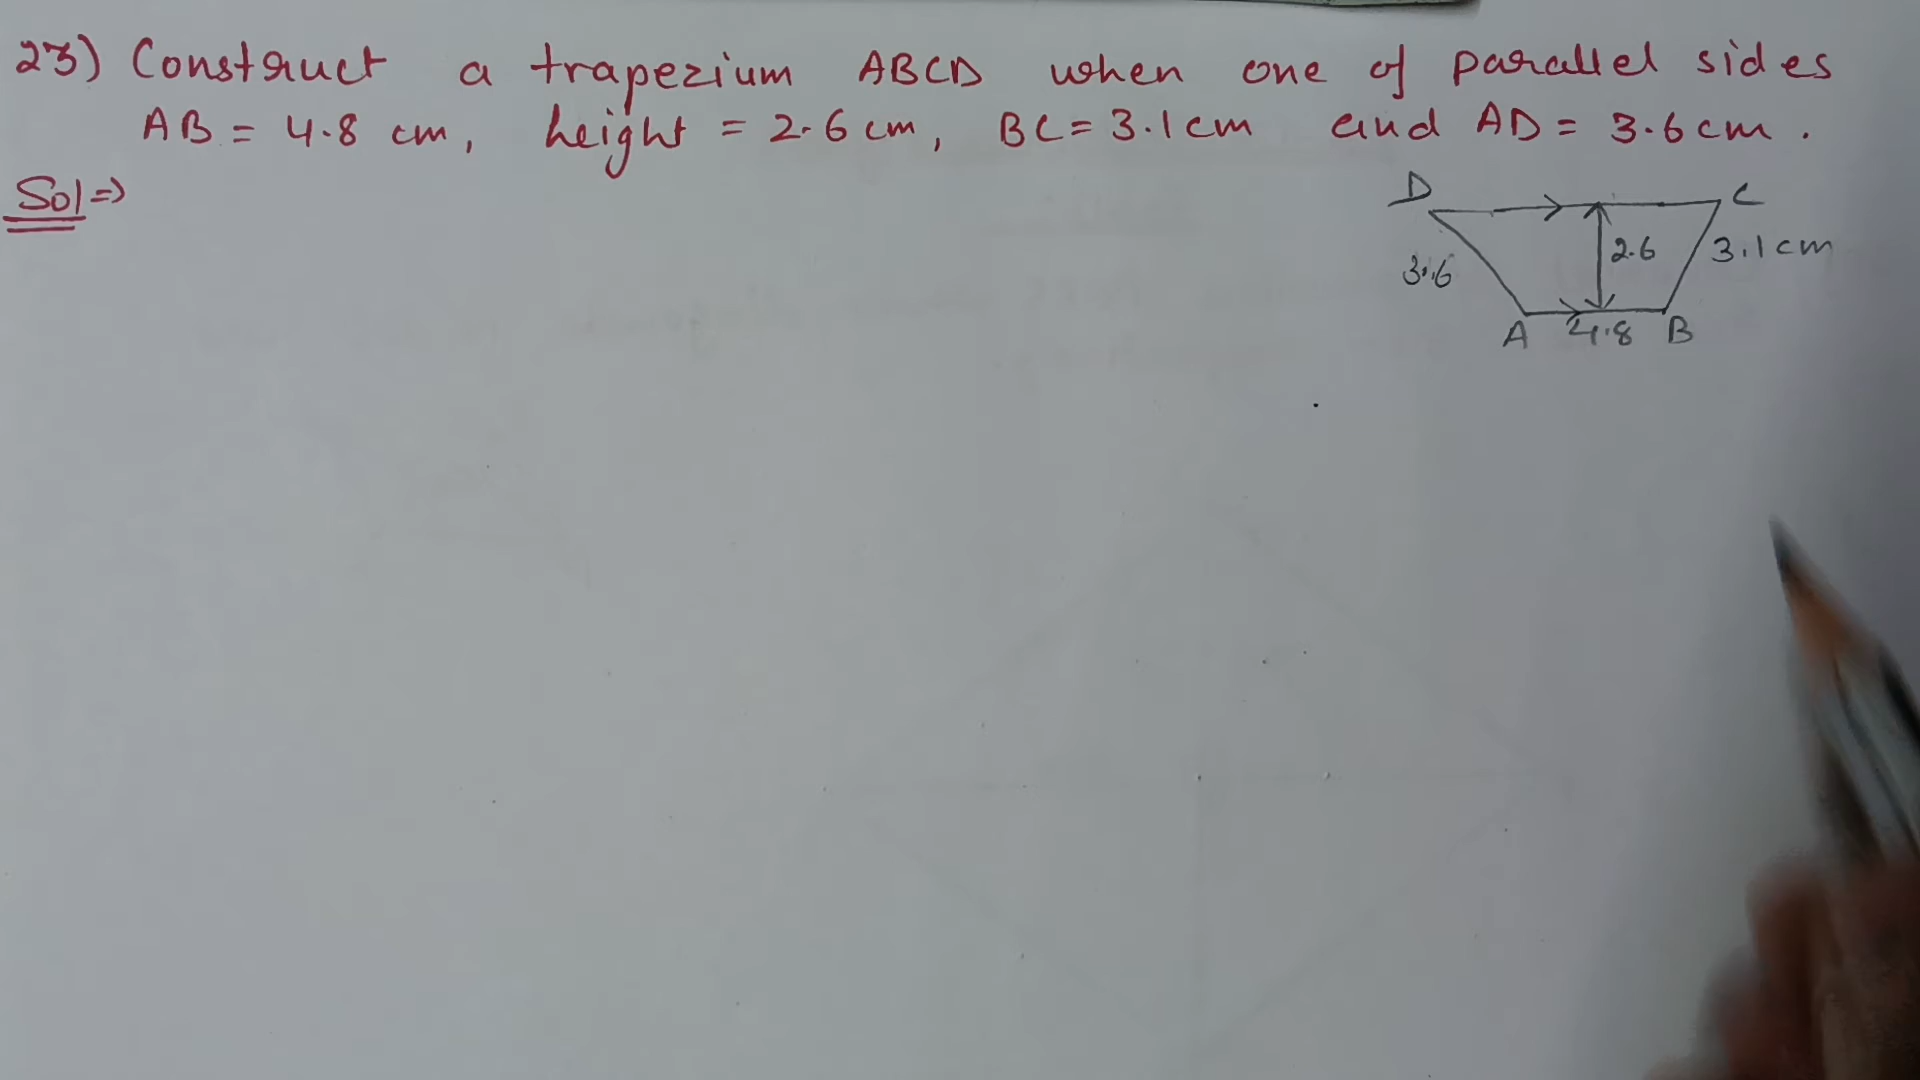 23) Construct a trapezium ABCD when one of parallel sides
AB = 4.8 cm, height = 2.6 cm, BC = 3.1 cm and AD = 3.6 cm.
Sol ⇒
D C
3.6 2.6 3.1 cm
A 4.8 B